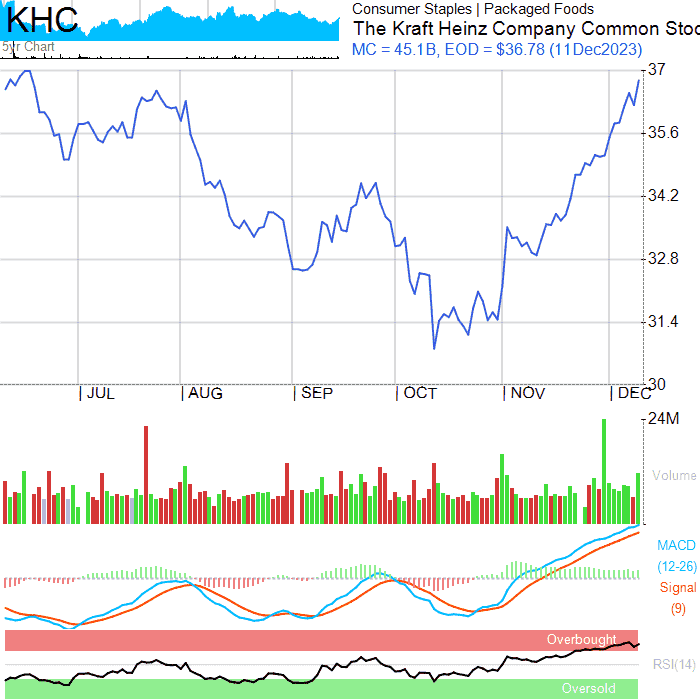 KHC
5yr Chart
Consumer Staples | Packaged Foods
The Kraft Heinz Company Common Stoc
MC = 45.1B, EOD = $36.78 (11Dec2023)
37
35.6
34.2
32.8
31.4
30
| JUL | AUG | SEP | OCT | NOV | DEC
24M
Volume
MACD
(12-26)
Signal
(9)
Overbought
RSI(14)
Oversold